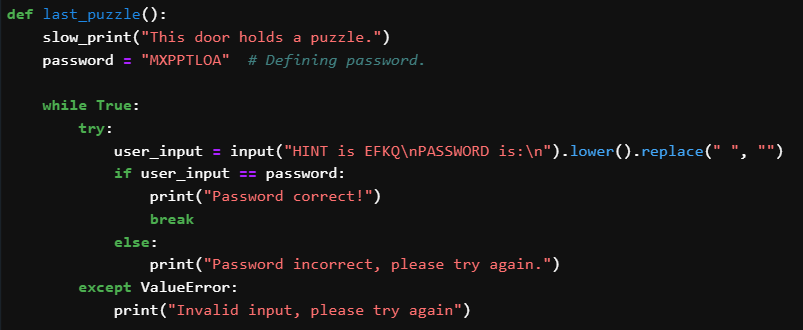 def last_puzzle():
    slow_print("This door holds a puzzle.")
    password = "MXPPTLOA"  # Defining password.

    while True:
        try:
            user_input = input("HINT is EFKQ\nPASSWORD is:\n").lower().replace(" ", "")
            if user_input == password:
                print("Password correct!")
                break
            else:
                print("Password incorrect, please try again.")
        except ValueError:
            print("Invalid input, please try again")